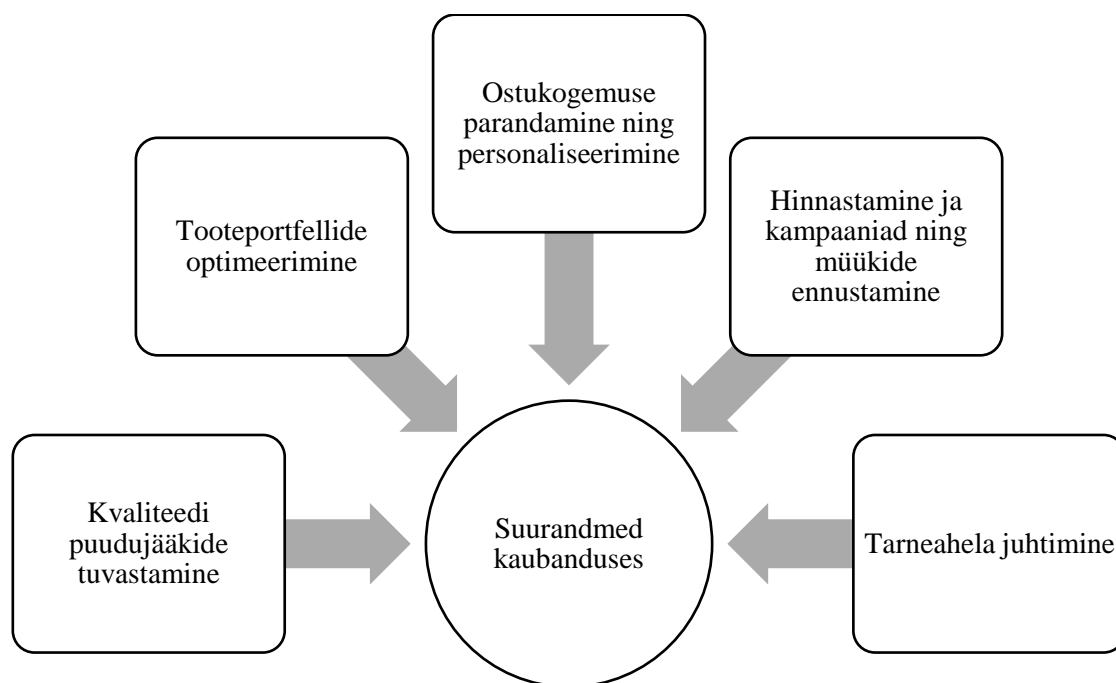 Ostukogemuse
parandamine ning
personaliseerimine
Tooteportfellide
optimeerimine
Hinnastamine ja
kampaaniad ning
müükide
ennustamine
Kvaliteedi
puudujääkide
tuvastamine
Suurandmed
kaubanduses
Tarneahela juhtimine